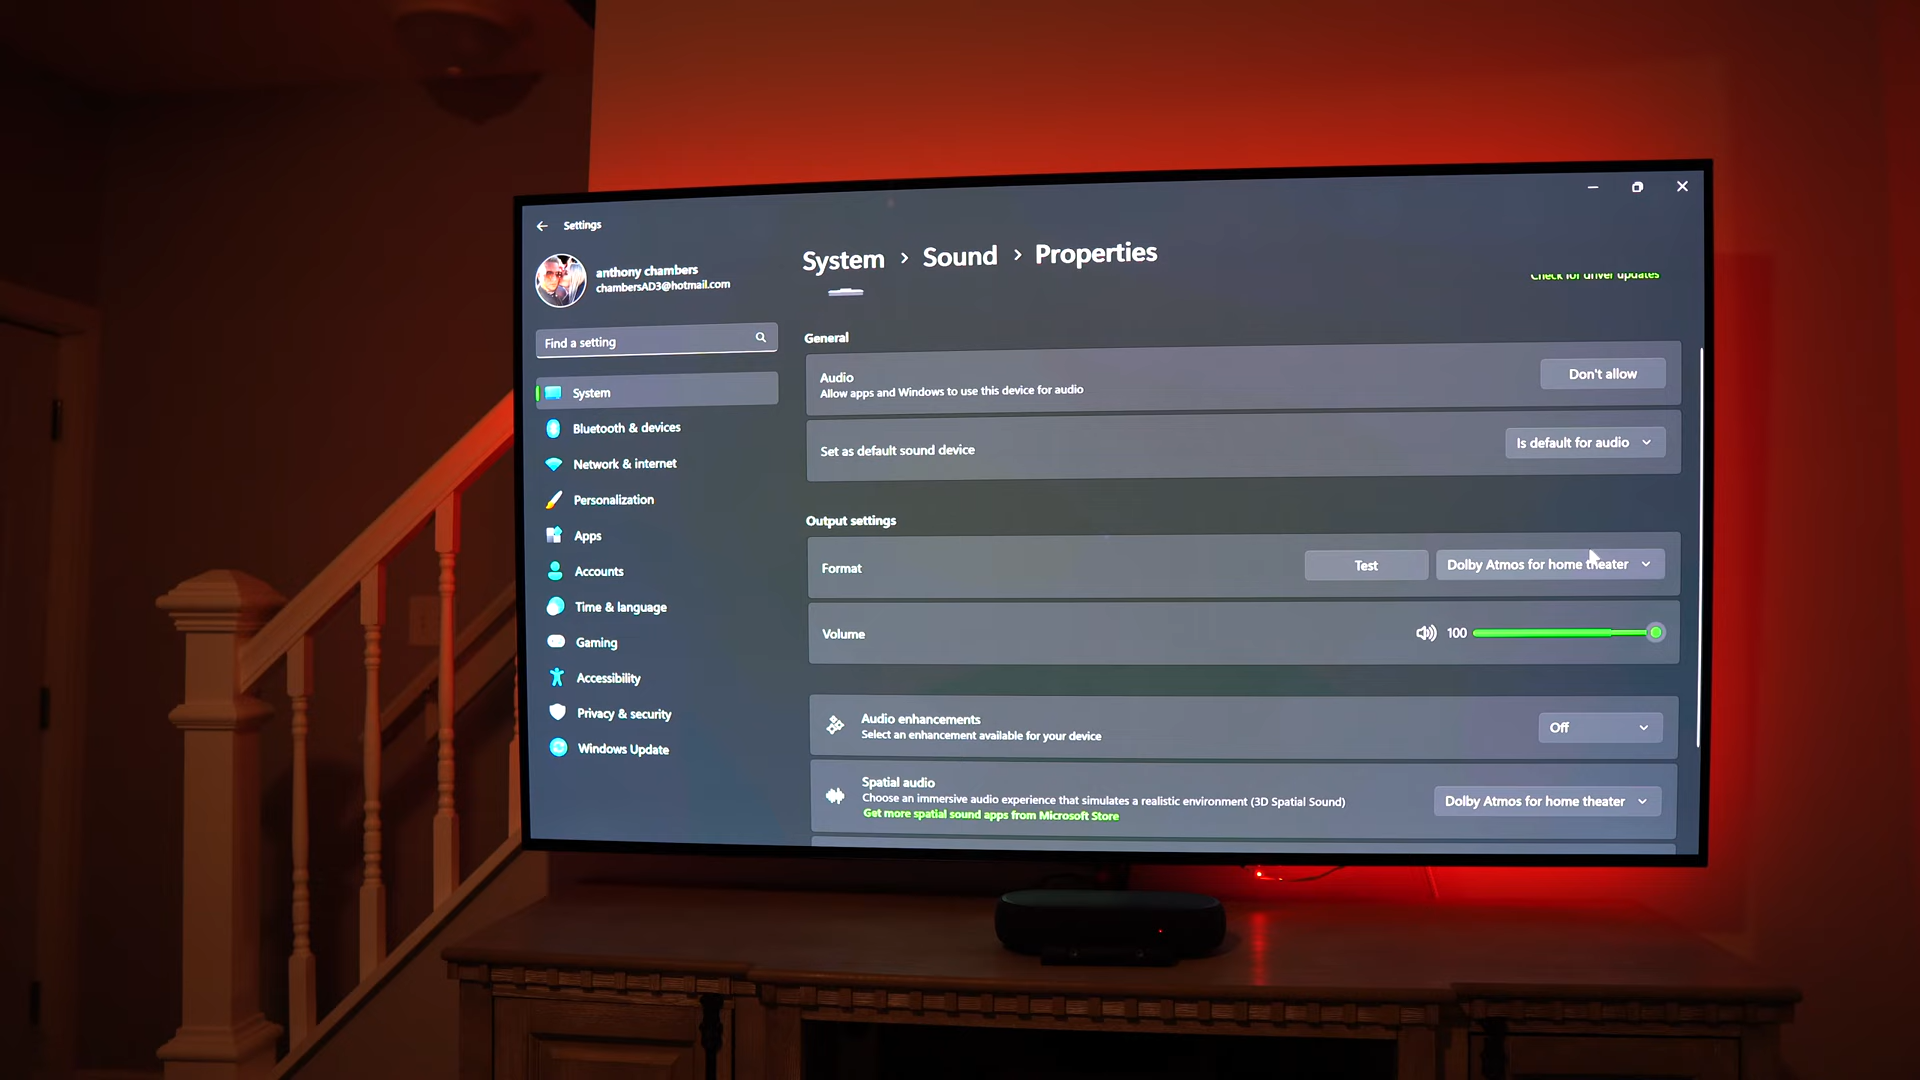 Settings
anthony chambers
chambersAD3@hotmail.com
Find a setting
System
Bluetooth & devices
Network & internet
Personalization
Apps
Accounts
Time & language
Gaming
Accessibility
Privacy & security
Windows Update
System > Sound > Properties
Check for driver updates
General
Audio
Allow apps and Windows to use this device for audio
Don't allow
Set as default sound device
Is default for audio
Output settings
Format
Test
Dolby Atmos for home theater
Volume
100
Audio enhancements
Select an enhancement available for your device
Off
Spatial audio
Choose an immersive audio experience that simulates a realistic environment (3D Spatial Sound)
Get more spatial sound apps from Microsoft Store
Dolby Atmos for home theater